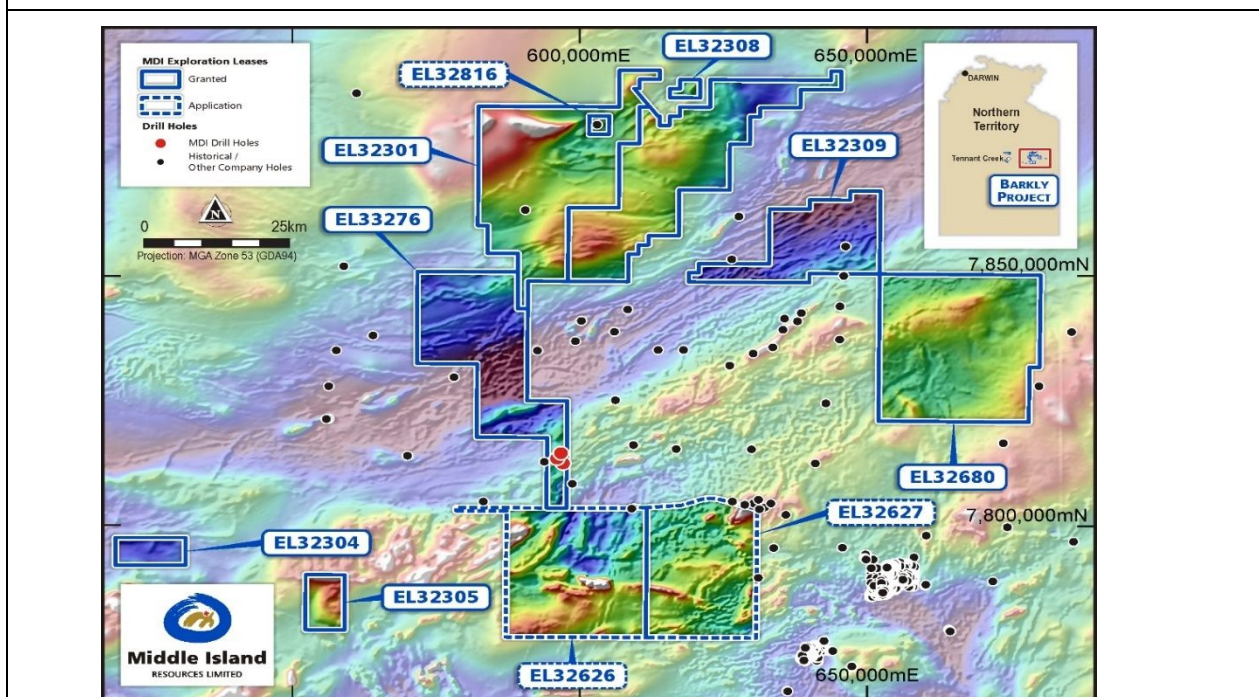 600,000mE
650,000mE
MDI Exploration Leases
Granted
Application
Drill Holes
MDI Drill Holes
Historical /
Other Company Holes
N
0
25km
Projection: MGA Zone 53 (GDA94)
EL32308
EL32816
EL32301
EL32309
EL33276
DARWIN
Northern
Territory
Tennant Creek
BARKLY
PROJECT
7,850,000mN
EL32680
EL32627
7,800,000mN
EL32304
EL32305
EL32626
650,000mE
Middle Island
RESOURCES LIMITED